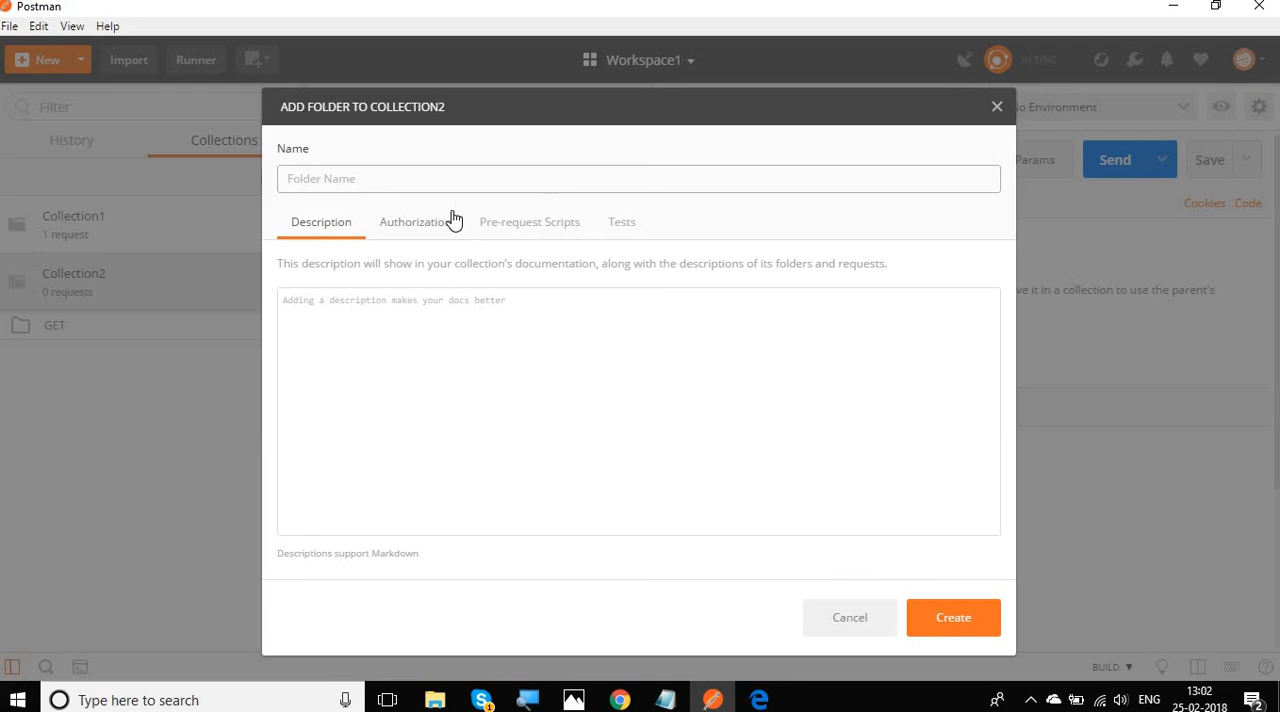 Postman
File Edit View Help
New Import Runner Workspace1 IN SYNC
Filter
No Environment
History Collections
ADD FOLDER TO COLLECTION2
Name
Folder Name
Params Send Save
Cookies Code
Collection1
1 request
Collection2
0 requests
GET
Description Authorization Pre-request Scripts Tests
This description will show in your collection's documentation, along with the descriptions of its folders and requests.
Adding a description makes your docs better
ve it in a collection to use the parent's
Descriptions support Markdown
Cancel Create
BUILD
Type here to search
ENG
13:02
25-02-2018
2